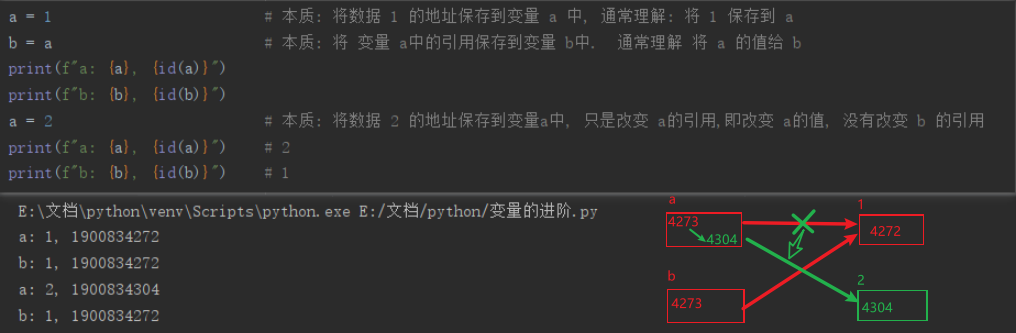 a = 1 # 本质: 将数据 1 的地址保存到变量 a 中, 通常理解: 将 1 保存到 a
b = a # 本质: 将 变量 a中的引用保存到变量 b中. 通常理解 将 a 的值给 b
print(f"a: {a}, {id(a)}")
print(f"b: {b}, {id(b)}")
a = 2 # 本质: 将数据 2 的地址保存到变量a中, 只是改变 a的引用,即改变 a的值, 没有改变 b 的引用
print(f"a: {a}, {id(a)}") # 2
print(f"b: {b}, {id(b)}") # 1
E:\文档\python\venv\Scripts\python.exe E:/文档/python/变量的进阶.py
a: 1, 1900834272
b: 1, 1900834272
a: 2, 1900834304
b: 1, 1900834272
a
4273
4304
1
4272
b
4273
2
4304